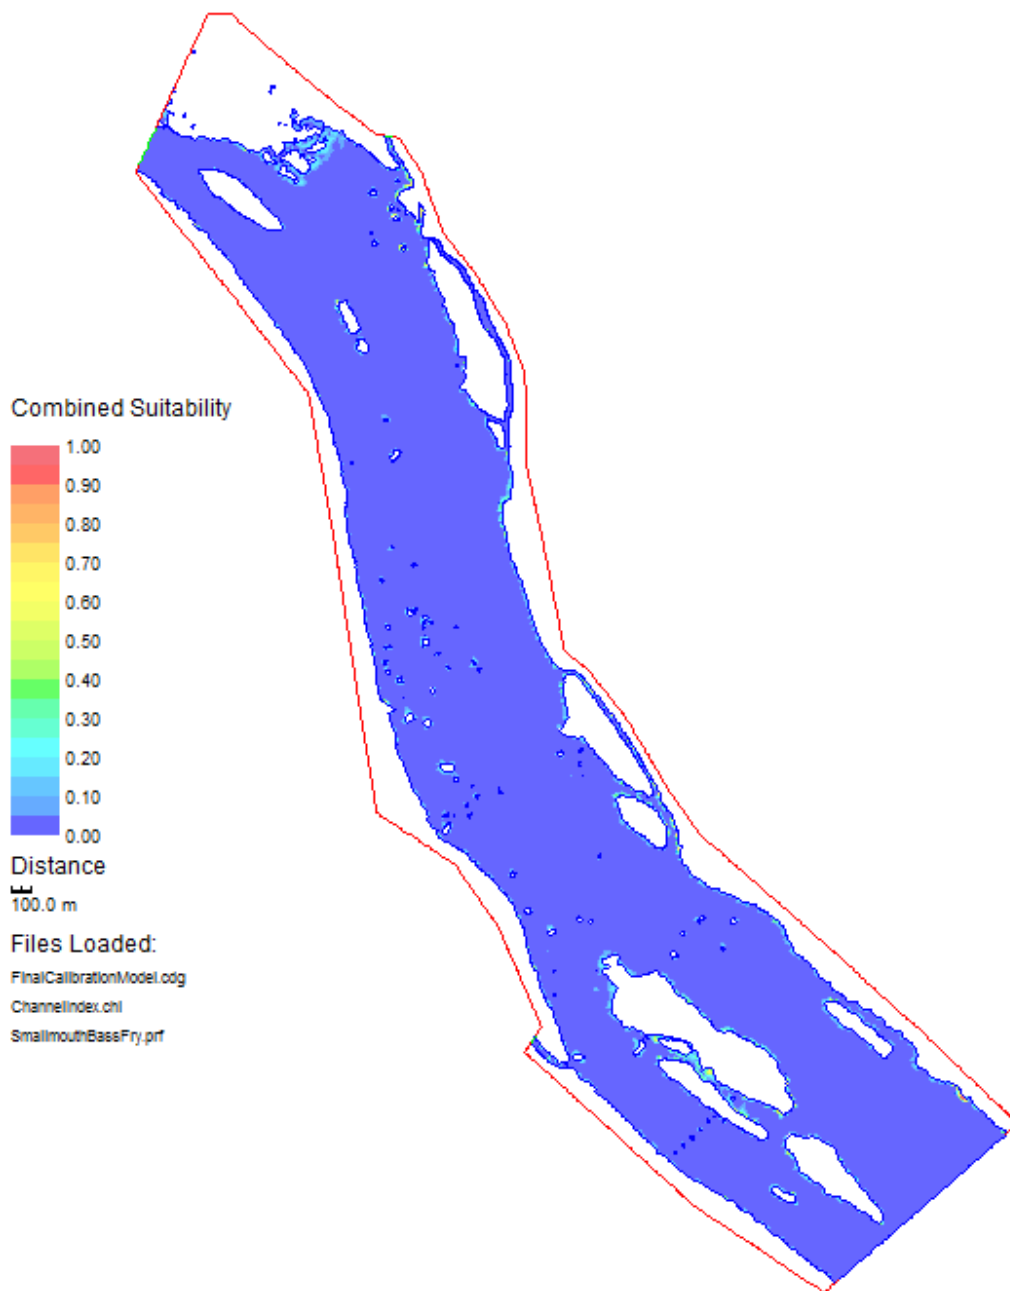 Combined Suitability
1.00
0.90
0.80
0.70
0.60
0.50
0.40
0.30
0.20
0.10
0.00
Distance
100.0 m
Files Loaded:
FinalCalibrationModel.cdg
ChannelIndex.chi
SmallmouthBassFry.prf